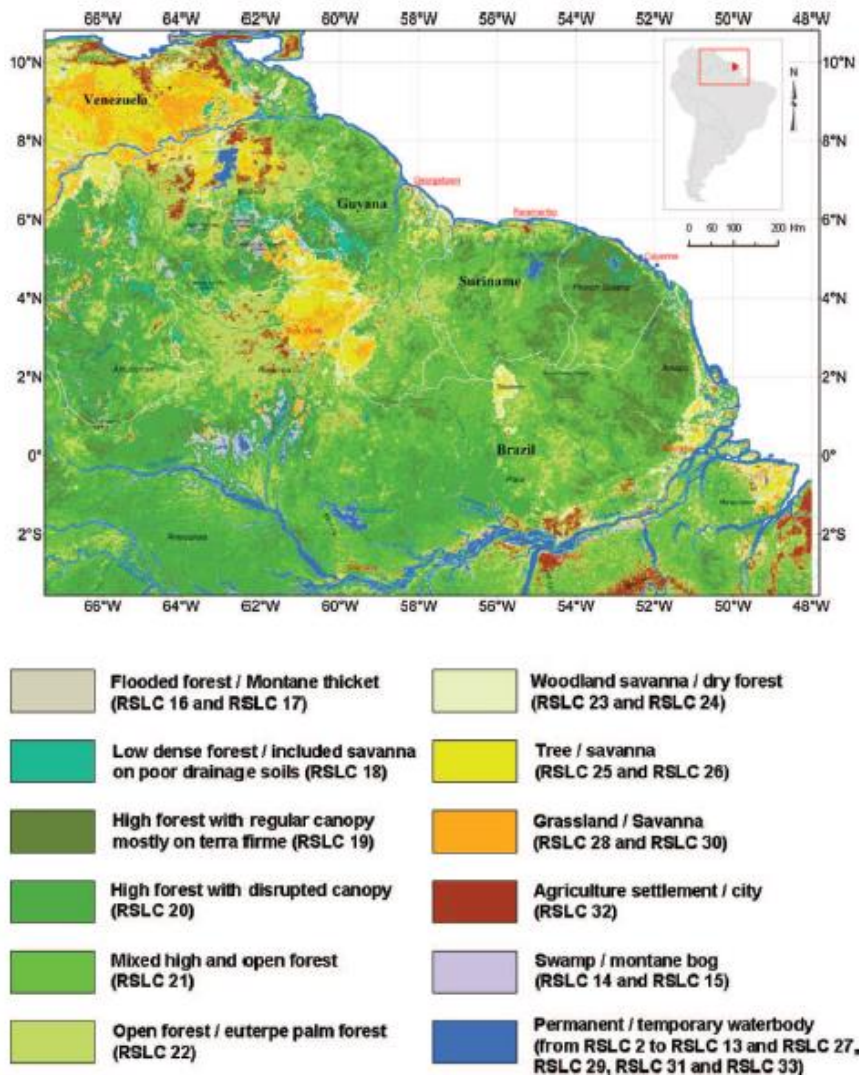 66°W 64°W 62°W 60°W 58°W 56°W 54°W 52°W 50°W 48°W
10°N 10°N
Venezuela
N
8°N 8°N
Guyana
Georgetown
6°N Paramaribo 6°N
0 50 100 200 Km
Cayenne
Suriname
French Guiana
4°N 4°N
Boa Vista
Amapa
Roraima
2°N 2°N
0° 0°
Brazil
Para
2°S 2°S
Amazonas
66°W 64°W 62°W 60°W 58°W 56°W 54°W 52°W 50°W 48°W
Flooded forest / Montane thicket
(RSLC 16 and RSLC 17)
Low dense forest / included savanna
on poor drainage soils (RSLC 18)
High forest with regular canopy
mostly on terra firme (RSLC 19)
High forest with disrupted canopy
(RSLC 20)
Mixed high and open forest
(RSLC 21)
Open forest / euterpe palm forest
(RSLC 22)
Woodland savanna / dry forest
(RSLC 23 and RSLC 24)
Tree / savanna
(RSLC 25 and RSLC 26)
Grassland / Savanna
(RSLC 28 and RSLC 30)
Agriculture settlement / city
(RSLC 32)
Swamp / montane bog
(RSLC 14 and RSLC 15)
Permanent / temporary waterbody
(from RSLC 2 to RSLC 13 and RSLC 27,
RSLC 29, RSLC 31 and RSLC 33)